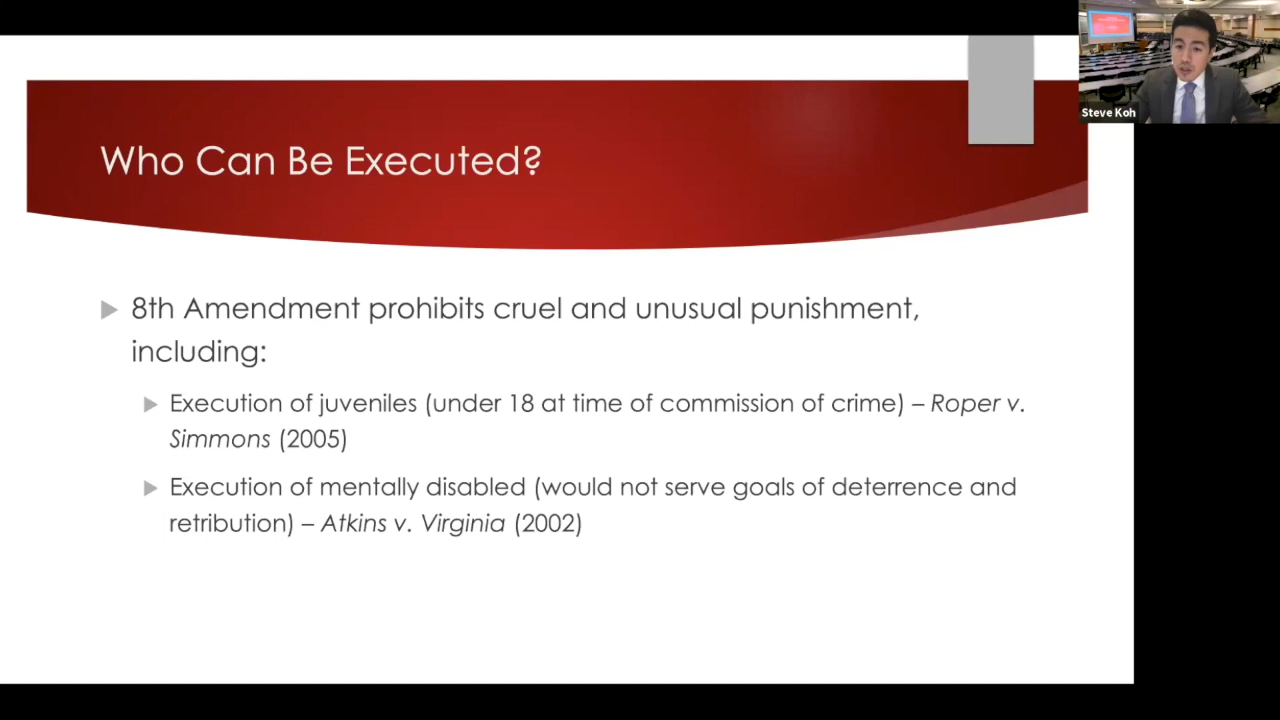 Steve Koh
Who Can Be Executed?
8th Amendment prohibits cruel and unusual punishment,
including:
Execution of juveniles (under 18 at time of commission of crime) – Roper v.
Simmons (2005)
Execution of mentally disabled (would not serve goals of deterrence and
retribution) – Atkins v. Virginia (2002)